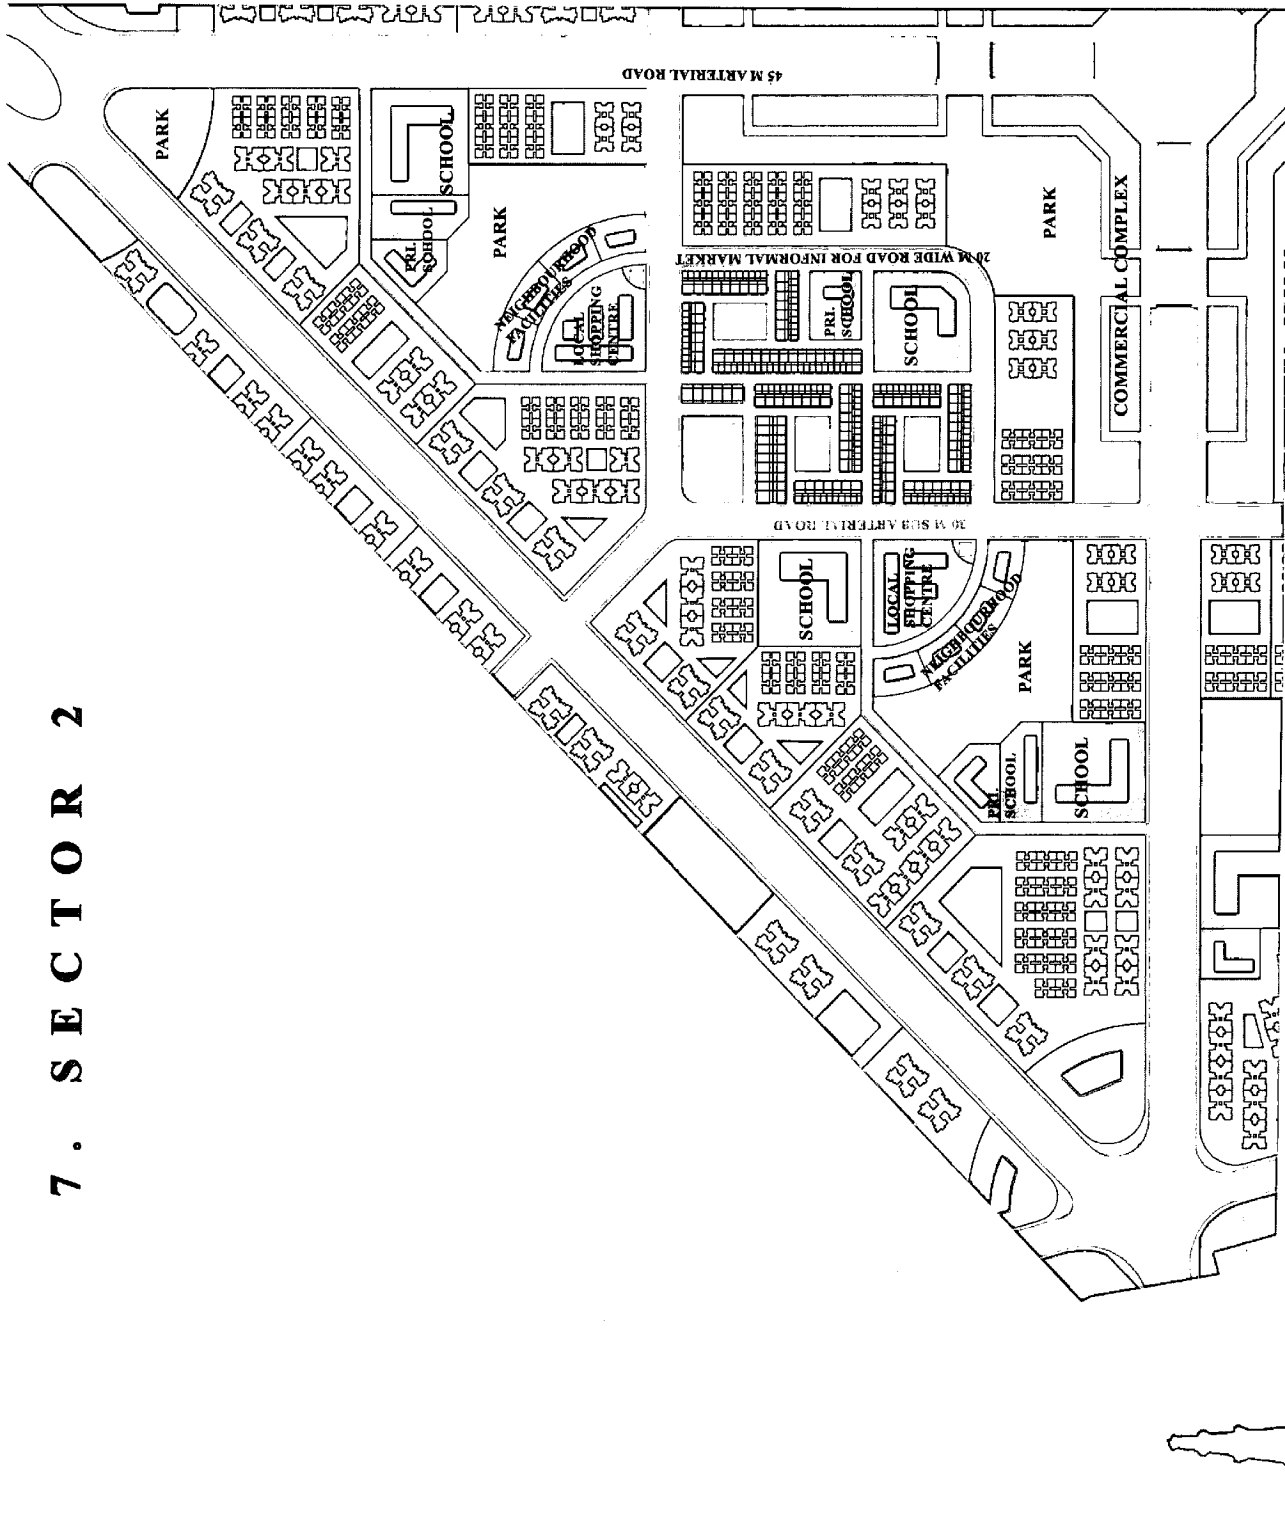 7. SECTOR 2
45 M ARTERIAL ROAD
PARK
SCHOOL
PRI.
SCHOOL
PARK
NEIGHBOURHOOD
FACILITIES
LOCAL
SHOPPING
CENTRE
20 M WIDE ROAD FOR INFORMAL MARKET
PRI.
SCHOOL
SCHOOL
PARK
COMMERCIAL COMPLEX
30 M SUB ARTERIAL ROAD
SCHOOL
LOCAL
SHOPPING
CENTRE
NEIGHBOURHOOD
FACILITIES
PARK
PRI.
SCHOOL
SCHOOL